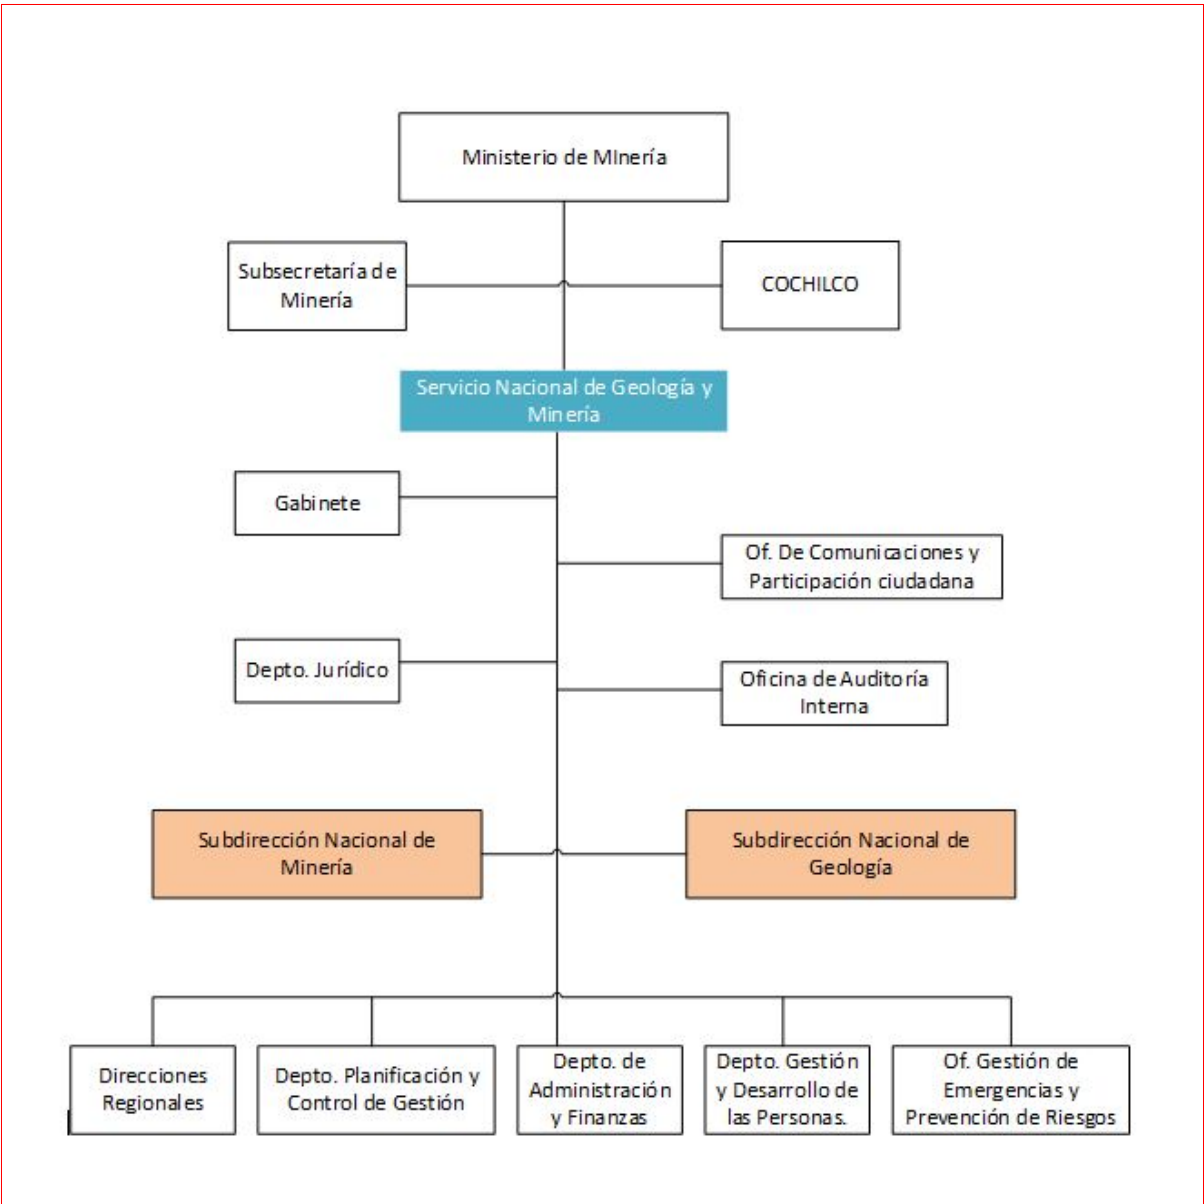 Ministerio de MInería
Subsecretaría de
Minería
COCHILCO
Servicio Nacional de Geología y
Minería
Gabinete
Of. De Comunicaciones y
Participación ciudadana
Depto. Jurídico
Oficina de Auditoría
Interna
Subdirección Nacional de
Minería
Subdirección Nacional de
Geología
Direcciones
Regionales
Depto. Planificación y
Control de Gestión
Depto. de
Administración
y Finanzas
Depto. Gestión
y Desarrollo de
las Personas.
Of. Gestión de
Emergencias y
Prevención de Riesgos